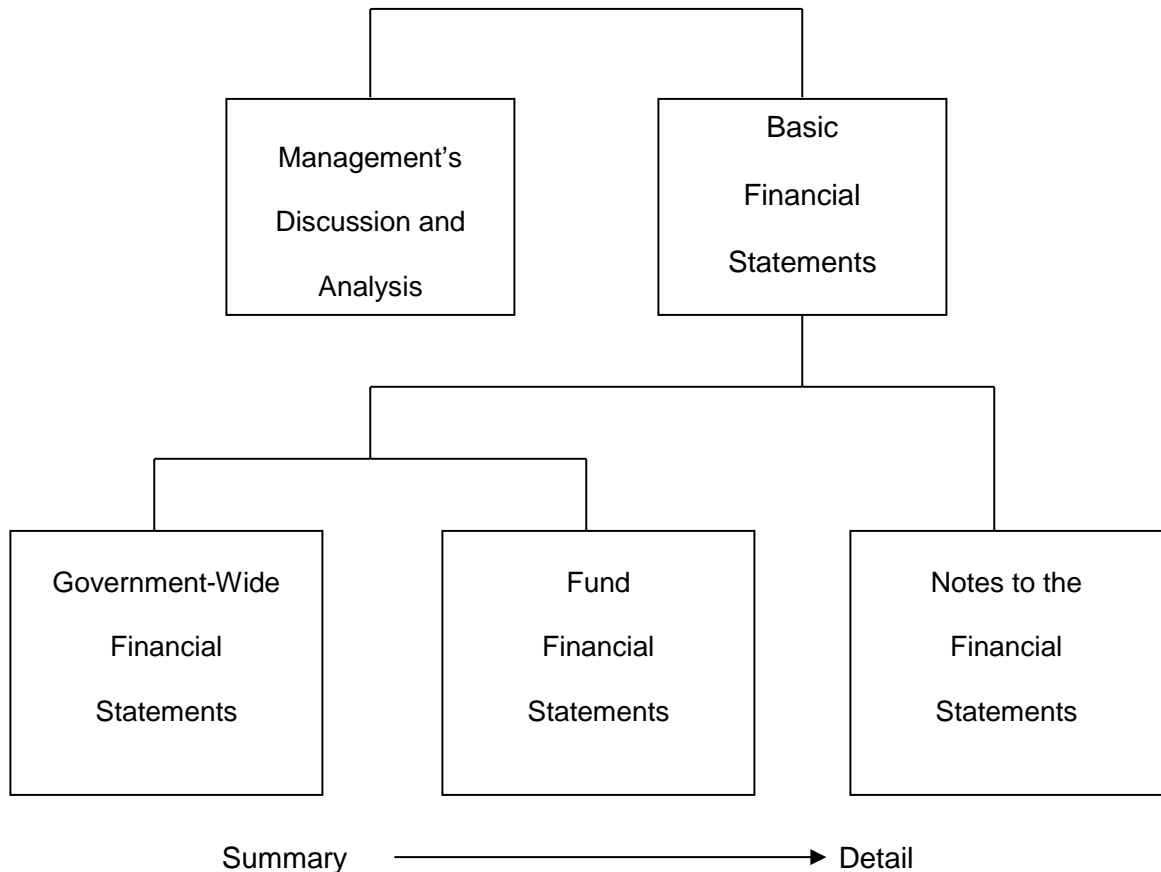 Management’s
Discussion and
Analysis
Basic
Financial
Statements
Government-Wide
Financial
Statements
Fund
Financial
Statements
Notes to the
Financial
Statements
Summary
Detail